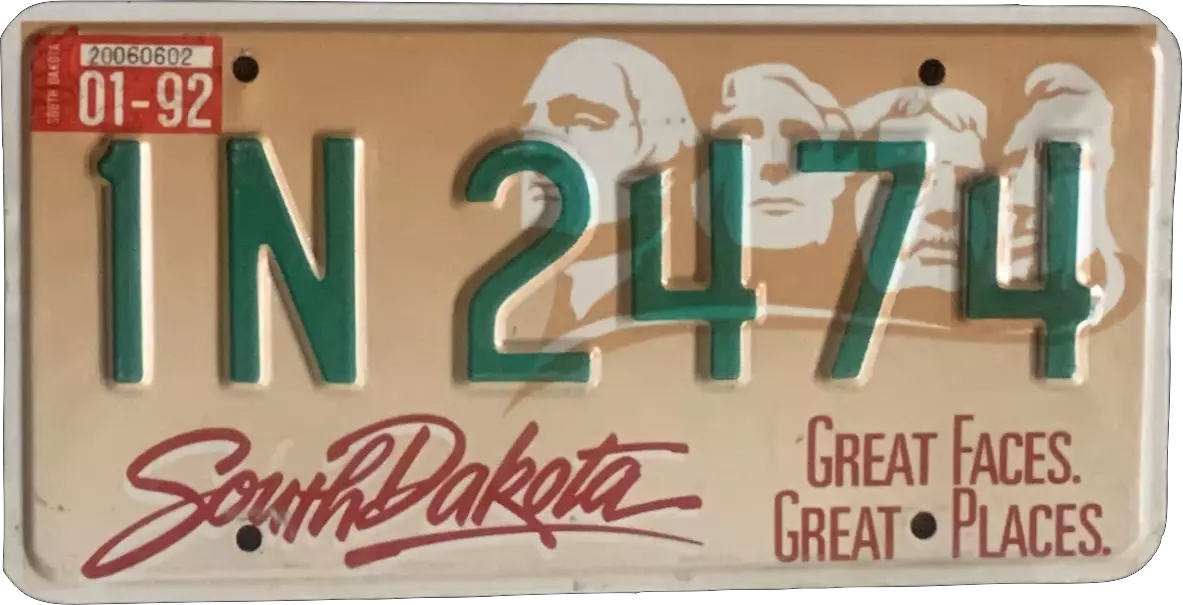 SOUTH DAKOTA
20060602
01-92
1N 2474
South Dakota
GREAT FACES.
GREAT PLACES.